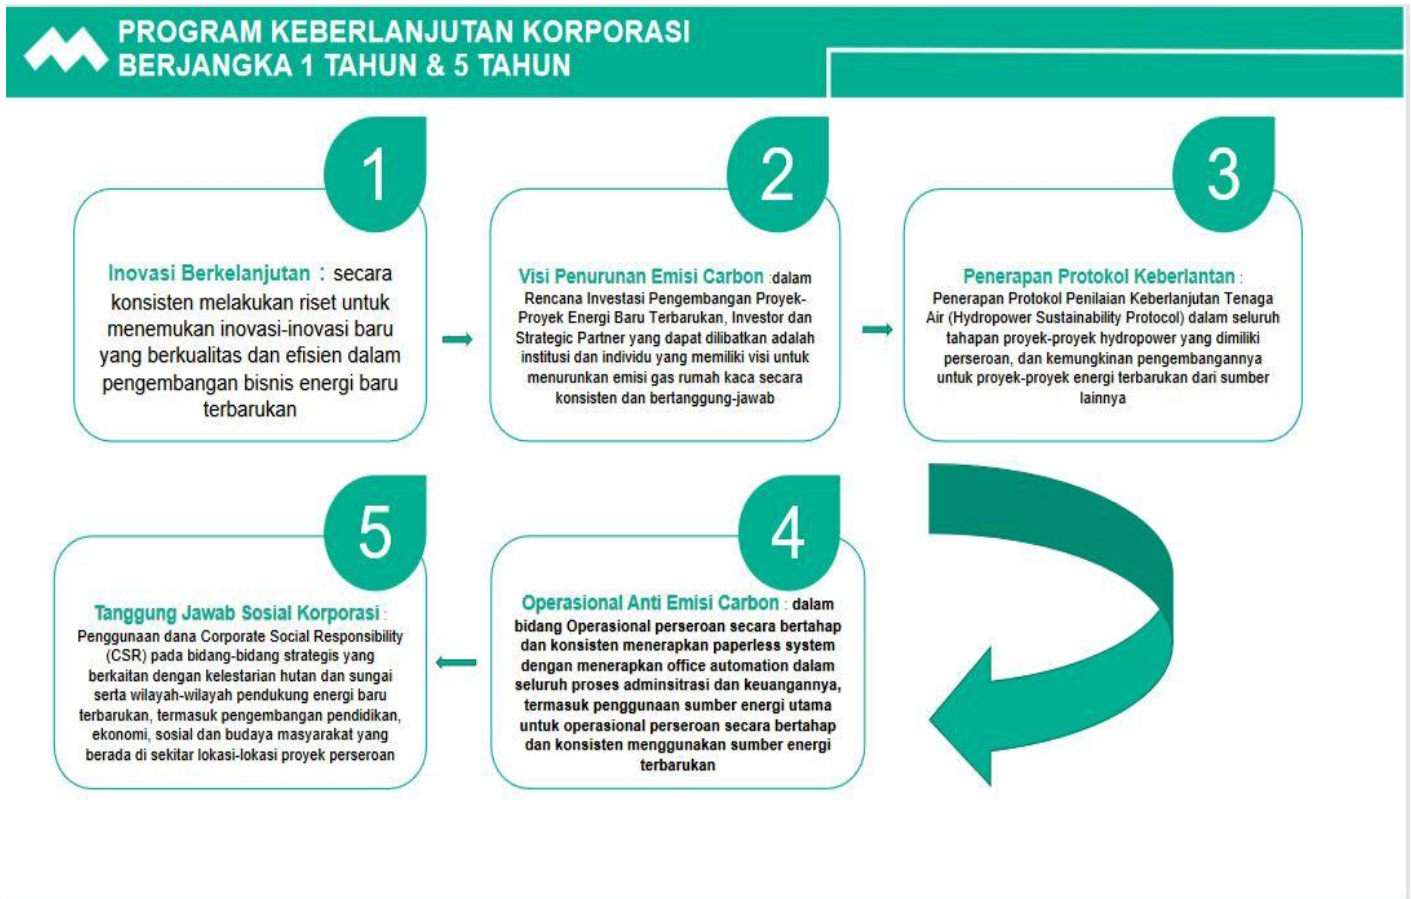 PROGRAM KEBERLANJUTAN KORPORASI
BERJANGKA 1 TAHUN & 5 TAHUN
1
Inovasi Berkelanjutan : secara
konsisten melakukan riset untuk
menemukan inovasi-inovasi baru
yang berkualitas dan efisien dalam
pengembangan bisnis energi baru
terbarukan
2
Visi Penurunan Emisi Carbon :dalam
Rencana Investasi Pengembangan Proyek-
Proyek Energi Baru Terbarukan, Investor dan
Strategic Partner yang dapat dilibatkan adalah
institusi dan individu yang memiliki visi untuk
menurunkan emisi gas rumah kaca secara
konsisten dan bertanggung-jawab
3
Penerapan Protokol Keberlantan :
Penerapan Protokol Penilaian Keberlanjutan Tenaga
Air (Hydropower Sustainability Protocol) dalam seluruh
tahapan proyek-proyek hydropower yang dimiliki
perseroan, dan kemungkinan pengembangannya
untuk proyek-proyek energi terbarukan dari sumber
lainnya
4
Operasional Anti Emisi Carbon : dalam
bidang Operasional perseroan secara bertahap
dan konsisten menerapkan paperless system
dengan menerapkan office automation dalam
seluruh proses adminsitrasi dan keuangannya,
termasuk penggunaan sumber energi utama
untuk operasional perseroan secara bertahap
dan konsisten menggunakan sumber energi
terbarukan
5
Tanggung Jawab Sosial Korporasi :
Penggunaan dana Corporate Social Responsibility
(CSR) pada bidang-bidang strategis yang
berkaitan dengan kelestarian hutan dan sungai
serta wilayah-wilayah pendukung energi baru
terbarukan, termasuk pengembangan pendidikan,
ekonomi, sosial dan budaya masyarakat yang
berada di sekitar lokasi-lokasi proyek perseroan